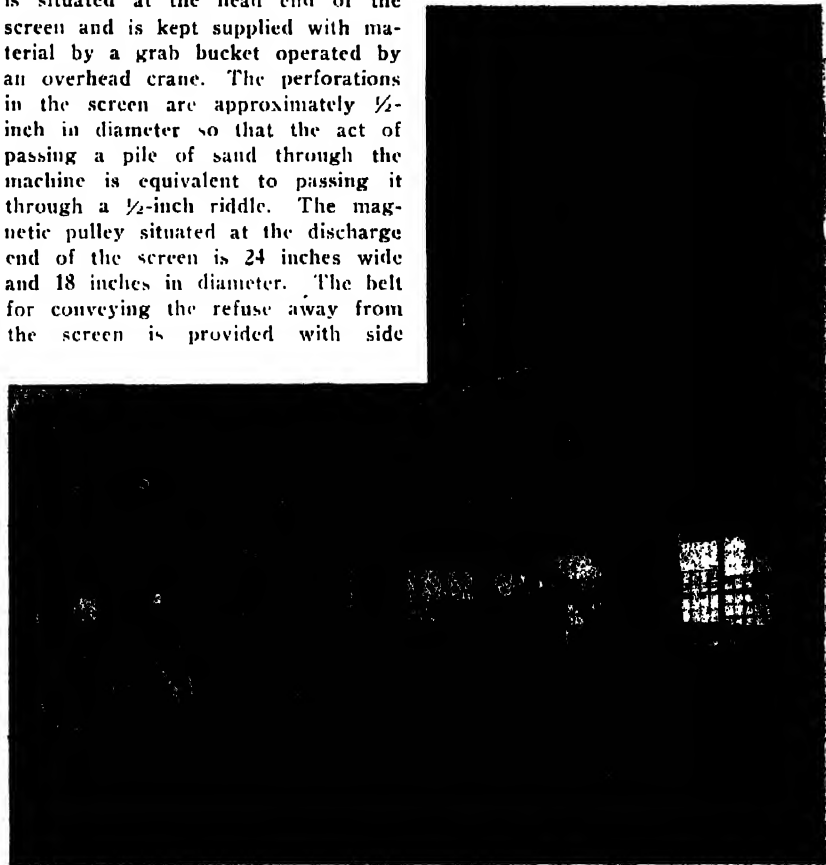 is situated at the head end of the
screen and is kept supplied with ma-
terial by a grab bucket operated by
an overhead crane. The perforations
in the screen are approximately ½-
inch in diameter so that the act of
passing a pile of sand through the
machine is equivalent to passing it
through a ½-inch riddle. The mag-
netic pulley situated at the discharge
end of the screen is 24 inches wide
and 18 inches in diameter. The belt
for conveying the refuse away from
the screen is provided with side